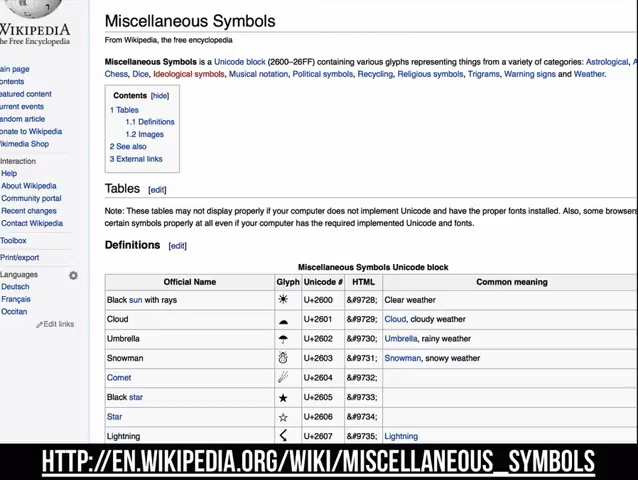 WIKIPEDIA
he Free Encyclopedia
ain page
ontents
eatured content
urrent events
andom article
onate to Wikipedia
ikimedia Shop
Interaction
Help
About Wikipedia
Community portal
Recent changes
Contact Wikipedia
Toolbox
Print/export
Languages
Deutsch
Français
Occitan
Edit links
Miscellaneous Symbols
From Wikipedia, the free encyclopedia
Miscellaneous Symbols is a Unicode block (2600–26FF) containing various glyphs representing things from a variety of categories: Astrological, A
Chess, Dice, Ideological symbols, Musical notation, Political symbols, Recycling, Religious symbols, Trigrams, Warning signs and Weather.
Contents [hide]
1 Tables
1.1 Definitions
1.2 Images
2 See also
3 External links
Tables [edit]
Note: These tables may not display properly if your computer does not implement Unicode and have the proper fonts installed. Also, some browsers
certain symbols properly at all even if your computer has the required implemented Unicode and fonts.
Definitions [edit]
Miscellaneous Symbols Unicode block
Official Name Glyph Unicode # HTML Common meaning
Black sun with rays ☀ U+2600 &#9728; Clear weather
Cloud ☁ U+2601 &#9729; Cloud, cloudy weather
Umbrella ☂ U+2602 &#9730; Umbrella, rainy weather
Snowman ☃ U+2603 &#9731; Snowman, snowy weather
Comet ☄ U+2604 &#9732;
Black star ★ U+2605 &#9733;
Star ☆ U+2606 &#9734;
Lightning ☇ U+2607 &#9735; Lightning
HTTP://EN.WIKIPEDIA.ORG/WIKI/MISCELLANEOUS_SYMBOLS